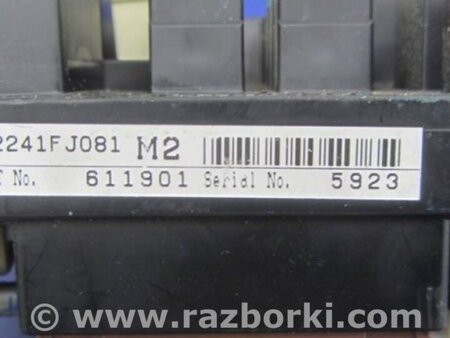 2241FJ081 M2
T No. 611901 Serial No. 5923
www.razborki.com